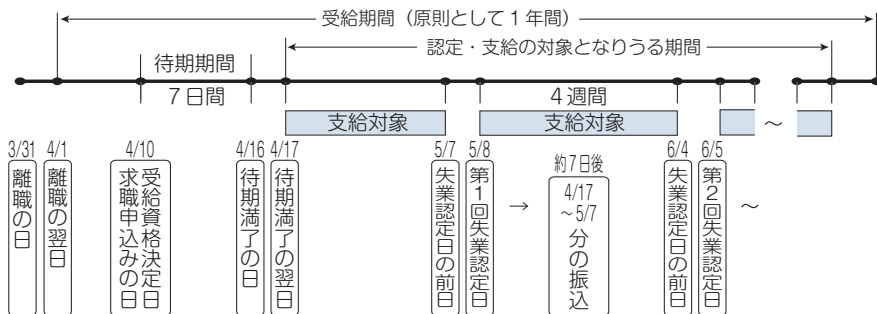 受給期間（原則として１年間）
認定・支給の対象となりうる期間
待期期間
７日間
４週間
支給対象
支給対象
～
3/31
離職の日
4/1
離職の翌日
4/10
受給資格決定日
求職申込みの日
4/16
待期満了の日
4/17
待期満了の翌日
5/7
失業認定日の前日
5/8
第１回失業認定日
→
約７日後
4/17
～5/7
分の振込
6/4
失業認定日の前日
6/5
第２回失業認定日
～